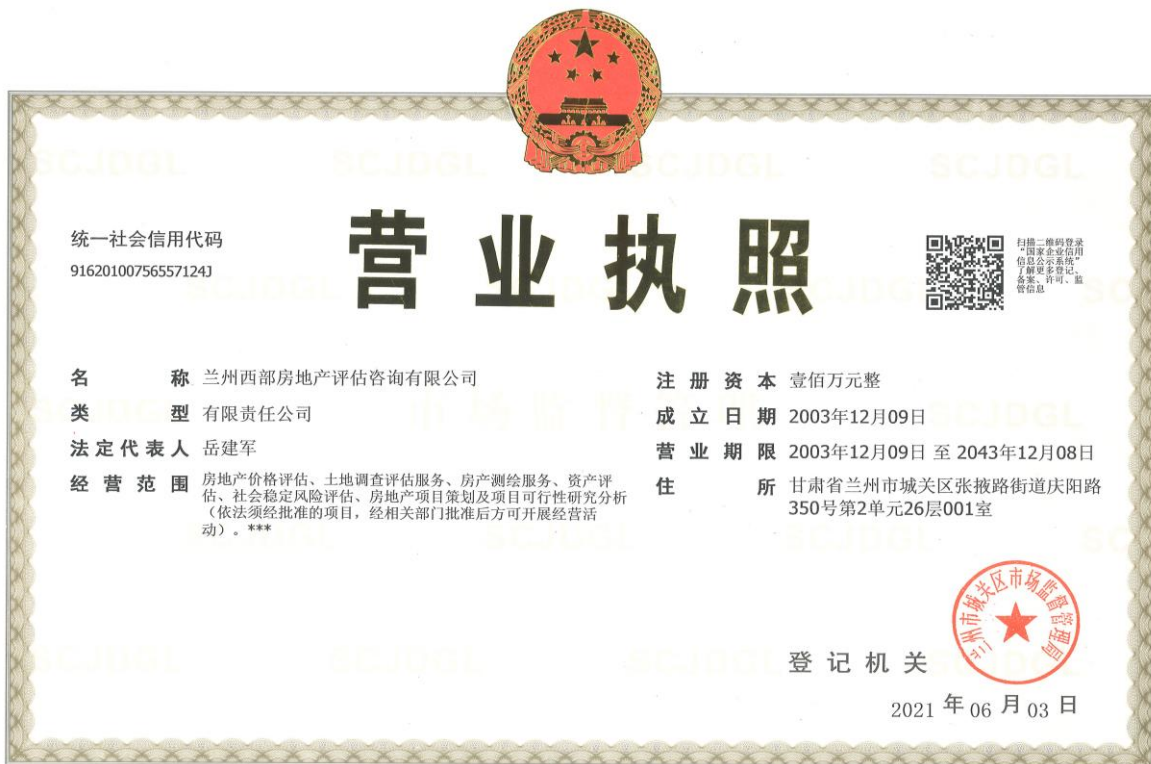 统一社会信用代码
91620100756557124J
营业执照
扫描二维码登录
“国家企业信用
信息公示系统”
了解更多登记、
备案、许可、监
管信息
名称 兰州西部房地产评估咨询有限公司
类型 有限责任公司
法定代表人 岳建军
经营范围 房地产价格评估、土地调查评估服务、房产测绘服务、资产评
估、社会稳定风险评估、房地产项目策划及项目可行性研究分析
（依法须经批准的项目，经相关部门批准后方可开展经营活
动）。***
注册资本 壹佰万元整
成立日期 2003年12月09日
营业期限 2003年12月09日 至 2043年12月08日
住所 甘肃省兰州市城关区张掖路街道庆阳路
350号第2单元26层001室
兰州市城关区市场监督管理局
登记机关
2021 年 06 月 03 日
SCJDGL